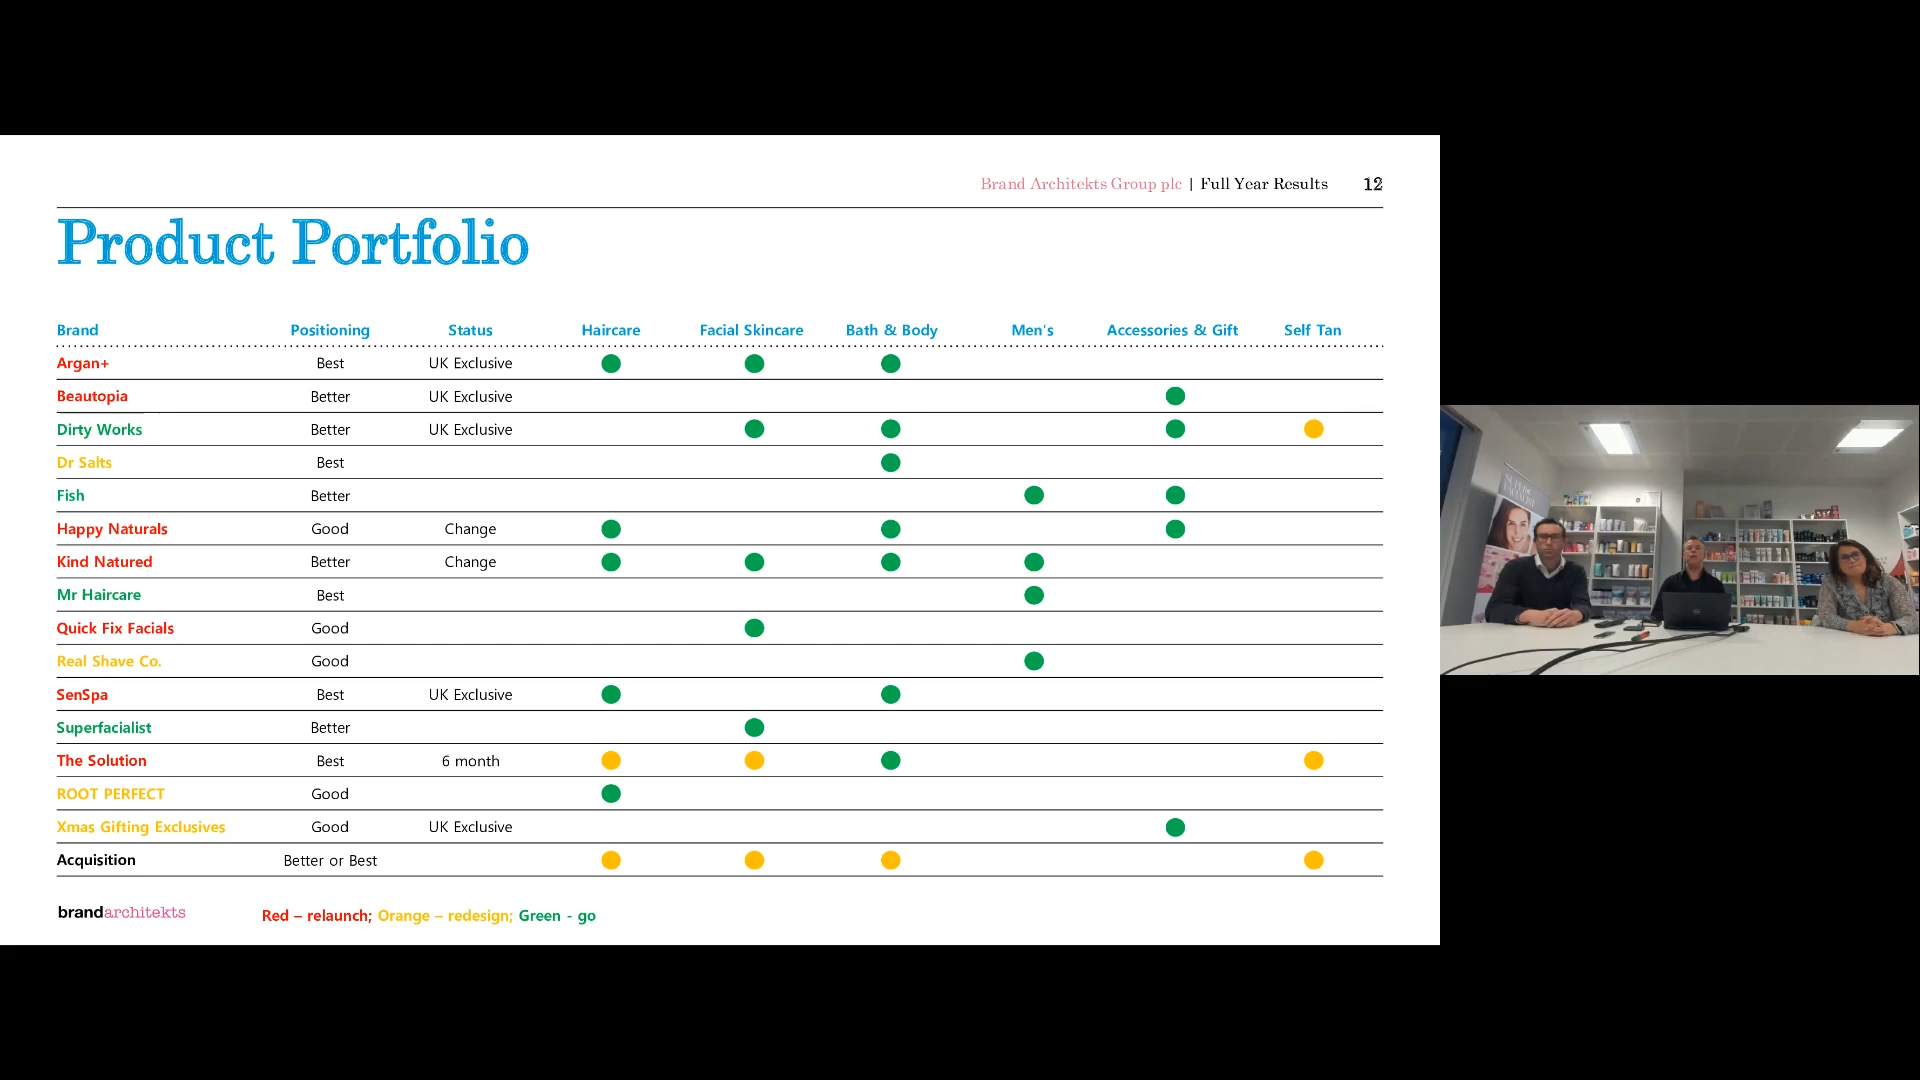 Brand Architekts Group plc | Full Year Results 12
Product Portfolio
Brand Positioning Status Haircare Facial Skincare Bath & Body Men's Accessories & Gift Self Tan
Argan+ Best UK Exclusive
Beautopia Better UK Exclusive
Dirty Works Better UK Exclusive
Dr Salts Best
Fish Better
Happy Naturals Good Change
Kind Natured Better Change
Mr Haircare Best
Quick Fix Facials Good
Real Shave Co. Good
SenSpa Best UK Exclusive
Superfacialist Better
The Solution Best 6 month
ROOT PERFECT Good
Xmas Gifting Exclusives Good UK Exclusive
Acquisition Better or Best
brandarchitekts
Red – relaunch; Orange – redesign; Green - go